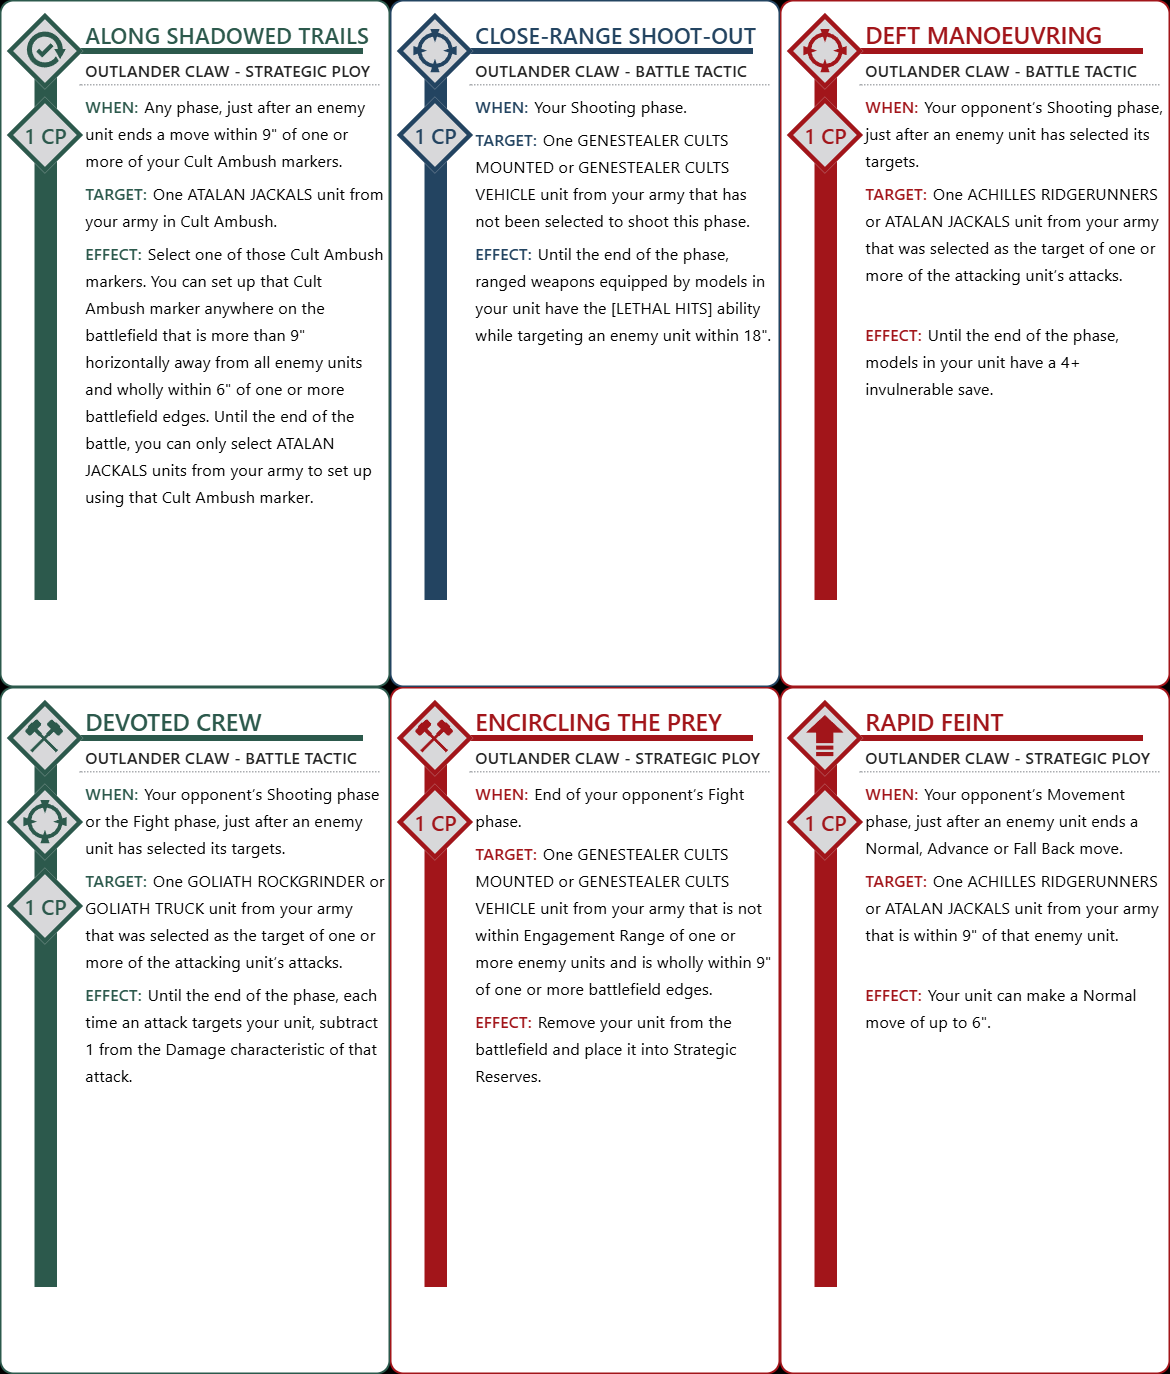 ALONG SHADOWED TRAILS
OUTLANDER CLAW - STRATEGIC PLOY
1 CP
WHEN: Any phase, just after an enemy
unit ends a move within 9" of one or
more of your Cult Ambush markers.
TARGET: One ATALAN JACKALS unit from
your army in Cult Ambush.
EFFECT: Select one of those Cult Ambush
markers. You can set up that Cult
Ambush marker anywhere on the
battlefield that is more than 9"
horizontally away from all enemy units
and wholly within 6" of one or more
battlefield edges. Until the end of the
battle, you can only select ATALAN
JACKALS units from your army to set up
using that Cult Ambush marker.
CLOSE-RANGE SHOOT-OUT
OUTLANDER CLAW - BATTLE TACTIC
1 CP
WHEN: Your Shooting phase.
TARGET: One GENESTEALER CULTS
MOUNTED or GENESTEALER CULTS
VEHICLE unit from your army that has
not been selected to shoot this phase.
EFFECT: Until the end of the phase,
ranged weapons equipped by models in
your unit have the [LETHAL HITS] ability
while targeting an enemy unit within 18".
DEFT MANOEUVRING
OUTLANDER CLAW - BATTLE TACTIC
1 CP
WHEN: Your opponent's Shooting phase,
just after an enemy unit has selected its
targets.
TARGET: One ACHILLES RIDGERUNNERS
or ATALAN JACKALS unit from your army
that was selected as the target of one or
more of the attacking unit's attacks.
EFFECT: Until the end of the phase,
models in your unit have a 4+
invulnerable save.
DEVOTED CREW
OUTLANDER CLAW - BATTLE TACTIC
1 CP
WHEN: Your opponent's Shooting phase
or the Fight phase, just after an enemy
unit has selected its targets.
TARGET: One GOLIATH ROCKGRINDER or
GOLIATH TRUCK unit from your army
that was selected as the target of one or
more of the attacking unit's attacks.
EFFECT: Until the end of the phase, each
time an attack targets your unit, subtract
1 from the Damage characteristic of that
attack.
ENCIRCLING THE PREY
OUTLANDER CLAW - STRATEGIC PLOY
1 CP
WHEN: End of your opponent's Fight
phase.
TARGET: One GENESTEALER CULTS
MOUNTED or GENESTEALER CULTS
VEHICLE unit from your army that is not
within Engagement Range of one or
more enemy units and is wholly within 9"
of one or more battlefield edges.
EFFECT: Remove your unit from the
battlefield and place it into Strategic
Reserves.
RAPID FEINT
OUTLANDER CLAW - STRATEGIC PLOY
1 CP
WHEN: Your opponent's Movement
phase, just after an enemy unit ends a
Normal, Advance or Fall Back move.
TARGET: One ACHILLES RIDGERUNNERS
or ATALAN JACKALS unit from your army
that is within 9" of that enemy unit.
EFFECT: Your unit can make a Normal
move of up to 6".